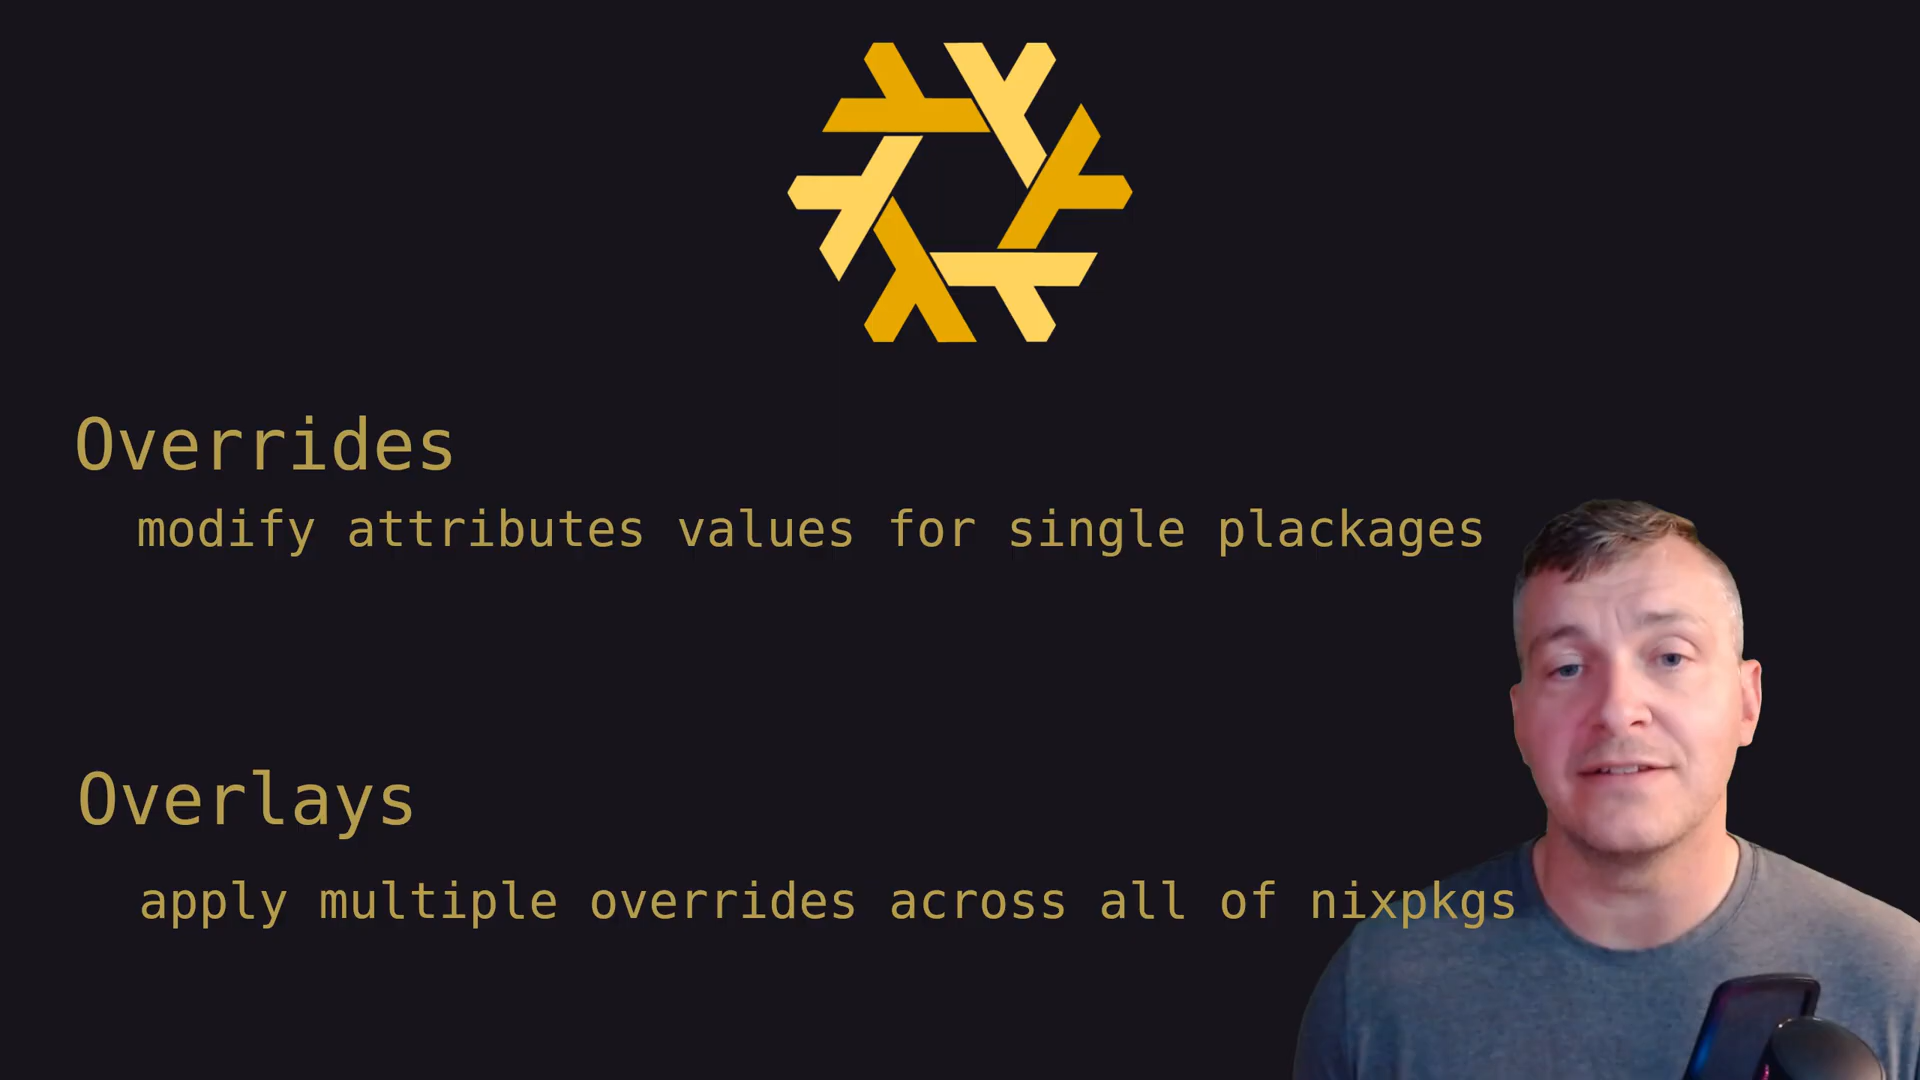 Overrides
modify attributes values for single plackages
Overlays
apply multiple overrides across all of nixpkgs